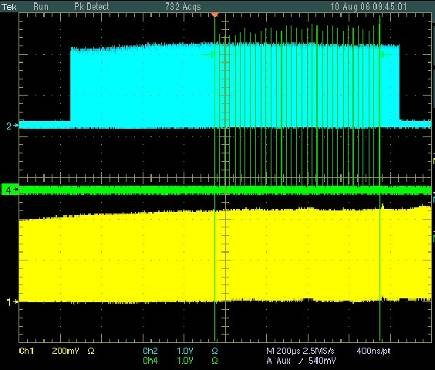 Tek Run Pk Detect 732 Acqs 10 Aug 06 09:45:01
2
4
1
Ch1 200mV Ω Ch2 1.0V Ω M 200µs 2.5MS/s 400ns/pt
Ch4 1.0V Ω A Aux ∕ 540mV